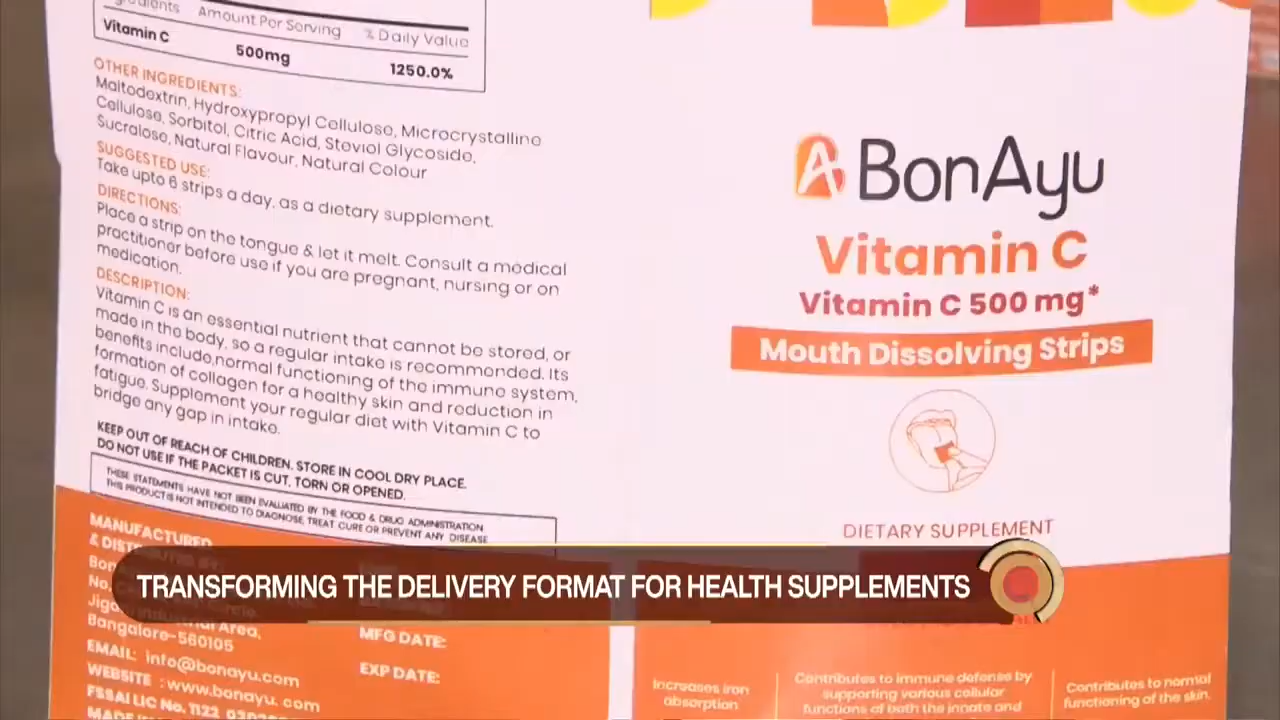 Amount Per Serving % Daily Value
Vitamin C 500mg 1250.0%
OTHER INGREDIENTS:
Maltodextrin, Hydroxypropyl Cellulose, Microcrystalline
Cellulose, Sorbitol, Citric Acid, Steviol Glycoside,
Sucralose, Natural Flavour, Natural Colour
SUGGESTED USE:
Take upto 6 strips a day, as a dietary supplement.
DIRECTIONS:
Place a strip on the tongue & let it melt. Consult a medical
practitioner before use if you are pregnant, nursing or on
medication.
DESCRIPTION:
Vitamin C is an essential nutrient that cannot be stored, or
made in the body, so a regular intake is recommended. Its
benefits include,normal functioning of the immune system,
formation of collagen for a healthy skin and reduction in
fatigue. Supplement your regular diet with Vitamin C to
bridge any gap in intake.
KEEP OUT OF REACH OF CHILDREN. STORE IN COOL DRY PLACE.
DO NOT USE IF THE PACKET IS CUT, TORN OR OPENED.
THESE STATEMENTS HAVE NOT BEEN EVALUATED BY THE FOOD & DRUG ADMINISTRATION
THIS PRODUCT IS NOT INTENDED TO DIAGNOSE, TREAT CURE OR PREVENT ANY DISEASE
MANUFACTURED
&
No,
Area,
Bangalore-560105
EMAIL: info@bonayu.com
WEBSITE : www.bonayu. com
FSSAI LIC No. 1122
MFG DATE:
EXP DATE:
BonAyu
Vitamin C
Vitamin C 500 mg*
Mouth Dissolving Strips
DIETARY SUPPLEMENT
TRANSFORMING THE DELIVERY FORMAT FOR HEALTH SUPPLEMENTS
Increases iron
absorption
Contributes to immune defense by
supporting various cellular
functions of both the innate and
Contributes to normal
functioning of the skin.